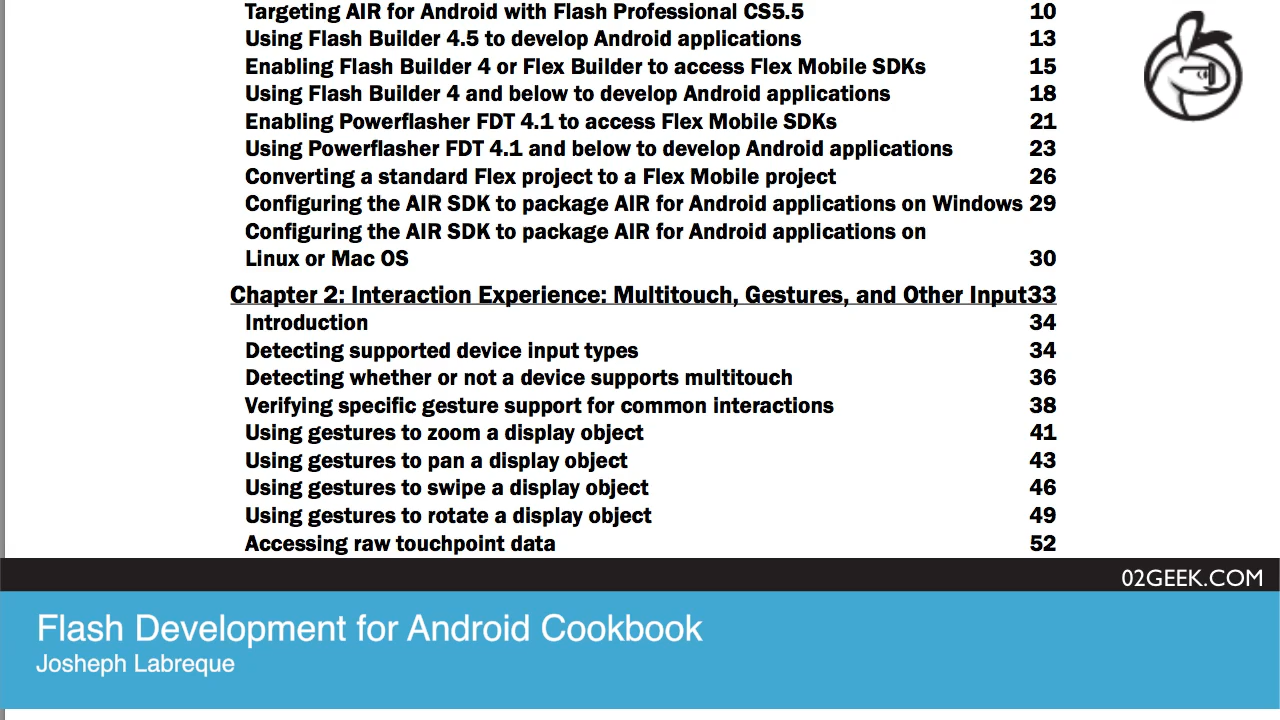 Targeting AIR for Android with Flash Professional CS5.5 10
Using Flash Builder 4.5 to develop Android applications 13
Enabling Flash Builder 4 or Flex Builder to access Flex Mobile SDKs 15
Using Flash Builder 4 and below to develop Android applications 18
Enabling Powerflasher FDT 4.1 to access Flex Mobile SDKs 21
Using Powerflasher FDT 4.1 and below to develop Android applications 23
Converting a standard Flex project to a Flex Mobile project 26
Configuring the AIR SDK to package AIR for Android applications on Windows 29
Configuring the AIR SDK to package AIR for Android applications on
Linux or Mac OS 30
Chapter 2: Interaction Experience: Multitouch, Gestures, and Other Input33
Introduction 34
Detecting supported device input types 34
Detecting whether or not a device supports multitouch 36
Verifying specific gesture support for common interactions 38
Using gestures to zoom a display object 41
Using gestures to pan a display object 43
Using gestures to swipe a display object 46
Using gestures to rotate a display object 49
Accessing raw touchpoint data 52
02GEEK.COM
Flash Development for Android Cookbook
Josheph Labreque